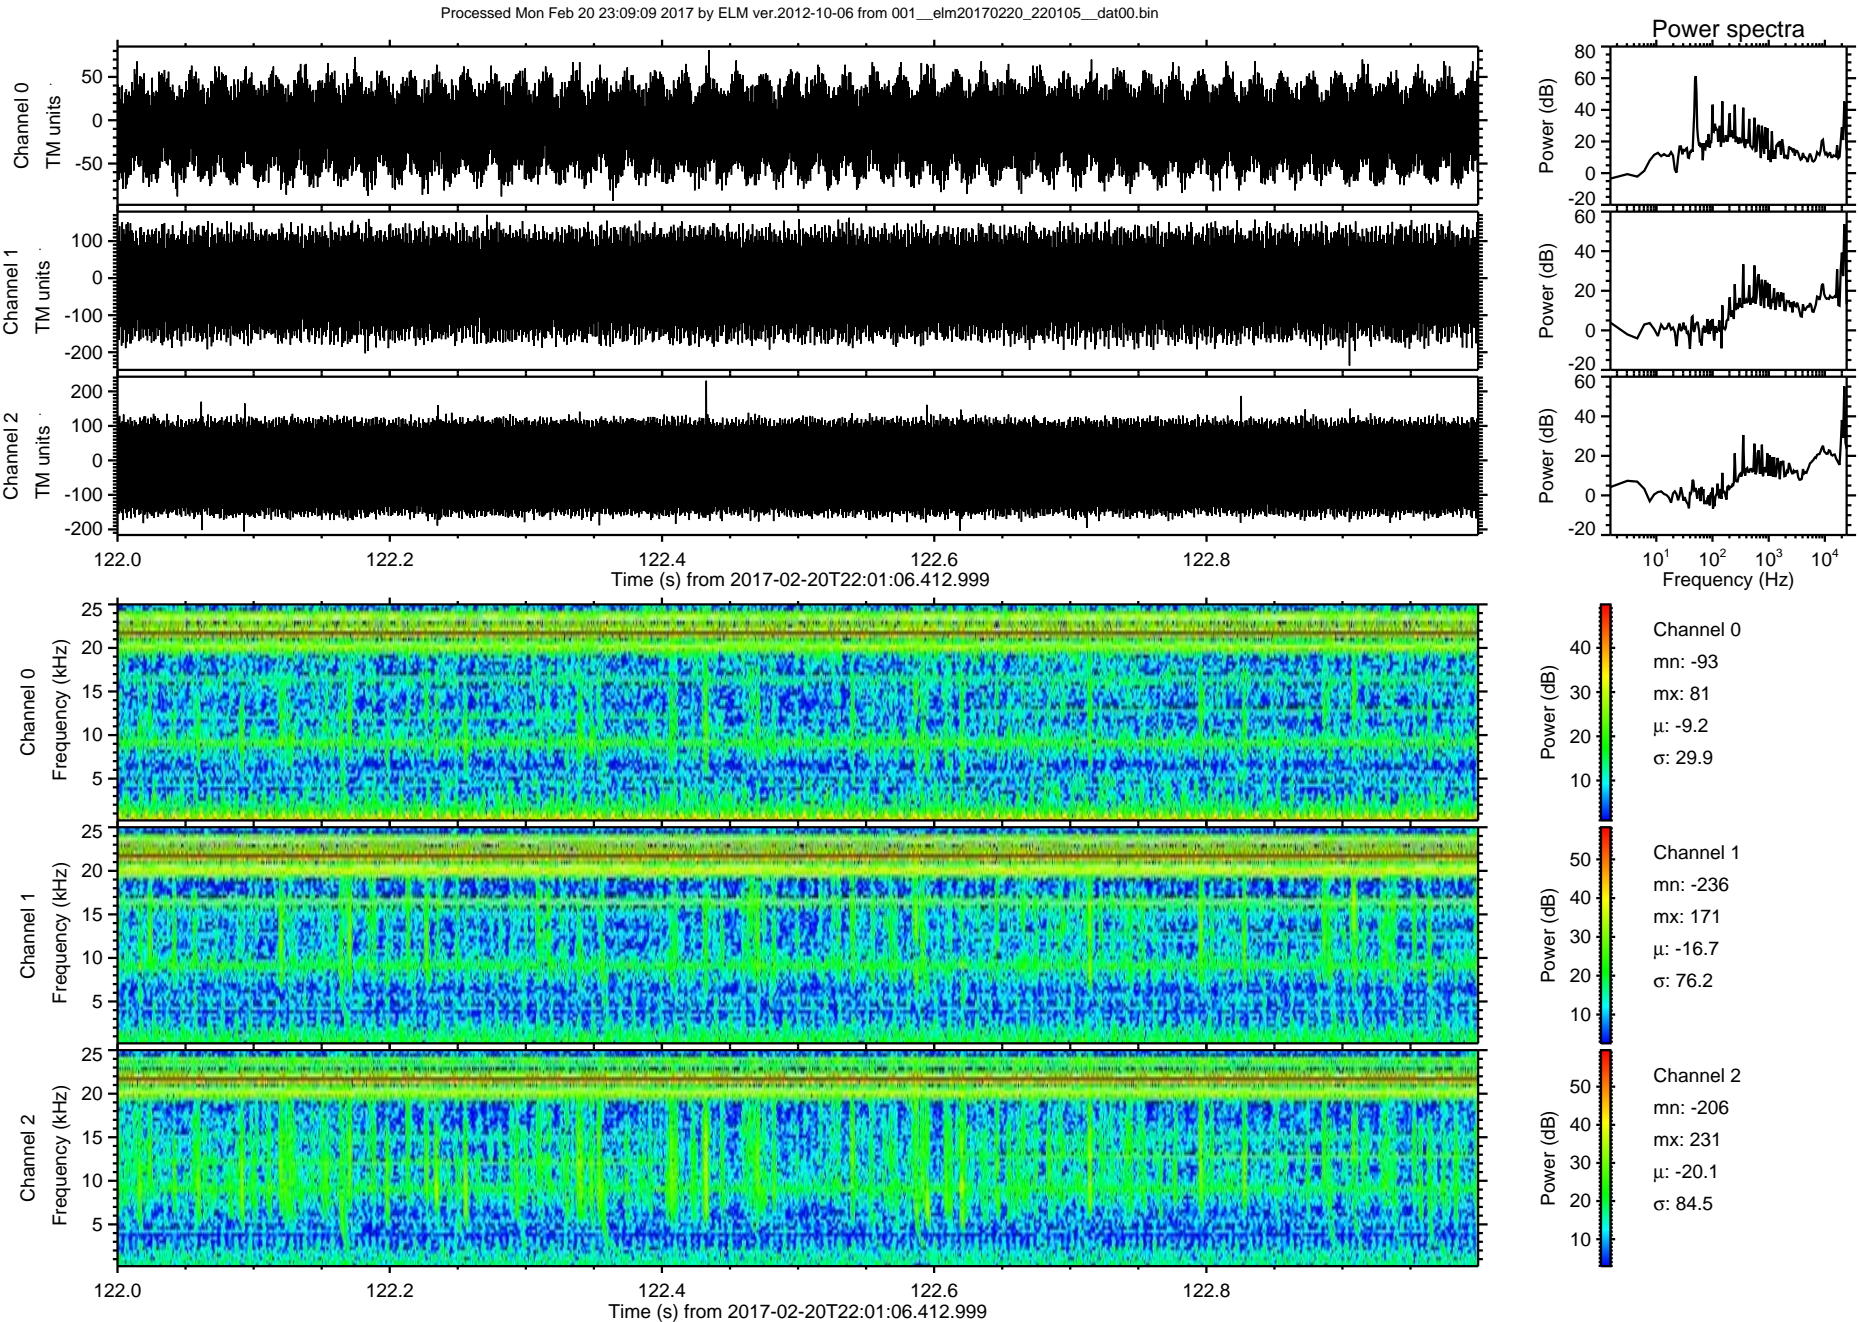 Processed Mon Feb 20 23:09:09 2017 by ELM ver.2012-10-06 from 001__elm20170220_220105__dat00.bin
Power spectra
Channel 0
TM units
50
0
-50
Power (dB)
80
60
40
20
0
-20
Channel 1
TM units
100
0
-100
-200
Power (dB)
60
40
20
0
-20
Channel 2
TM units
200
100
0
-100
-200
Power (dB)
60
40
20
0
-20
122.0 122.2 122.4 122.6 122.8
Time (s) from 2017-02-20T22:01:06.412.999
10¹ 10² 10³ 10⁴
Frequency (Hz)
Channel 0
Frequency (kHz)
25
20
15
10
5
Power (dB)
40
30
20
10
Channel 0
mn: -93
mx: 81
μ: -9.2
σ: 29.9
Channel 1
Frequency (kHz)
25
20
15
10
5
Power (dB)
50
40
30
20
10
Channel 1
mn: -236
mx: 171
μ: -16.7
σ: 76.2
Channel 2
Frequency (kHz)
25
20
15
10
5
Power (dB)
50
40
30
20
10
Channel 2
mn: -206
mx: 231
μ: -20.1
σ: 84.5
122.0 122.2 122.4 122.6 122.8
Time (s) from 2017-02-20T22:01:06.412.999